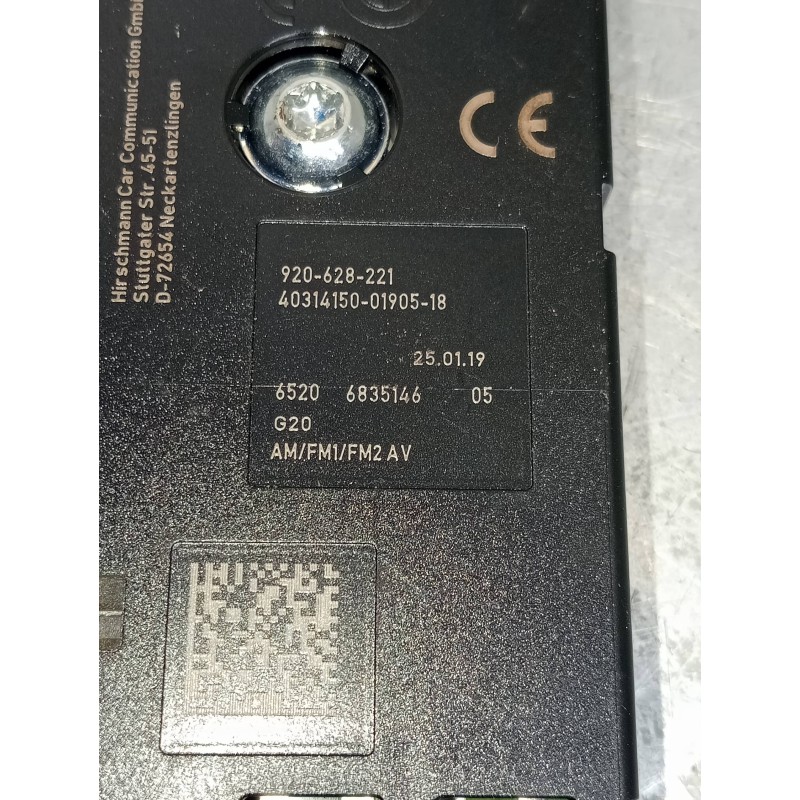 Hirschmann Car Communication GmbH
Stuttgater Str. 45-51
D-72654 Neckartenzlingen
CE
920-628-221
40314150-01905-18
25.01.19
6520 6835146 05
G20
AM/FM1/FM2 AV